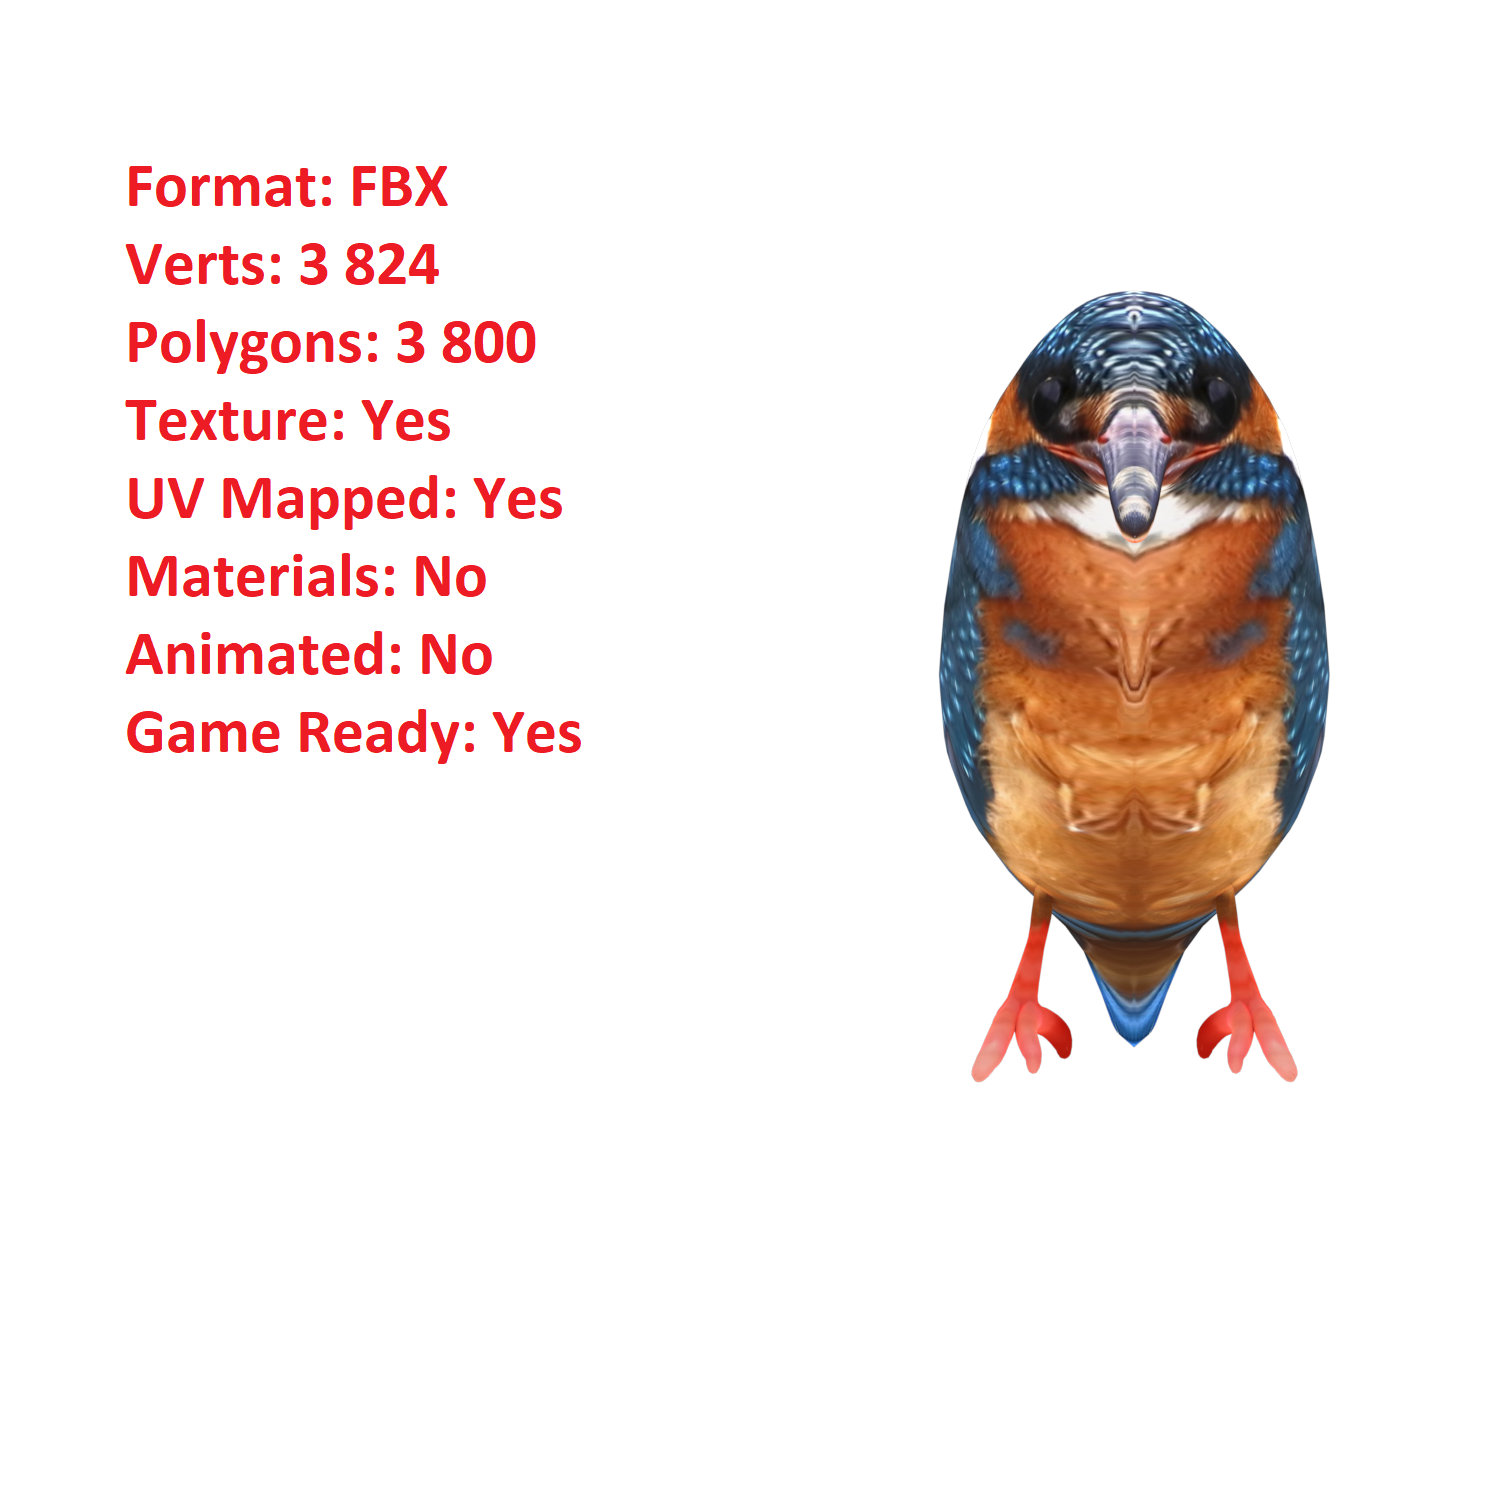 Format: FBX
Verts: 3 824
Polygons: 3 800
Texture: Yes
UV Mapped: Yes
Materials: No
Animated: No
Game Ready: Yes